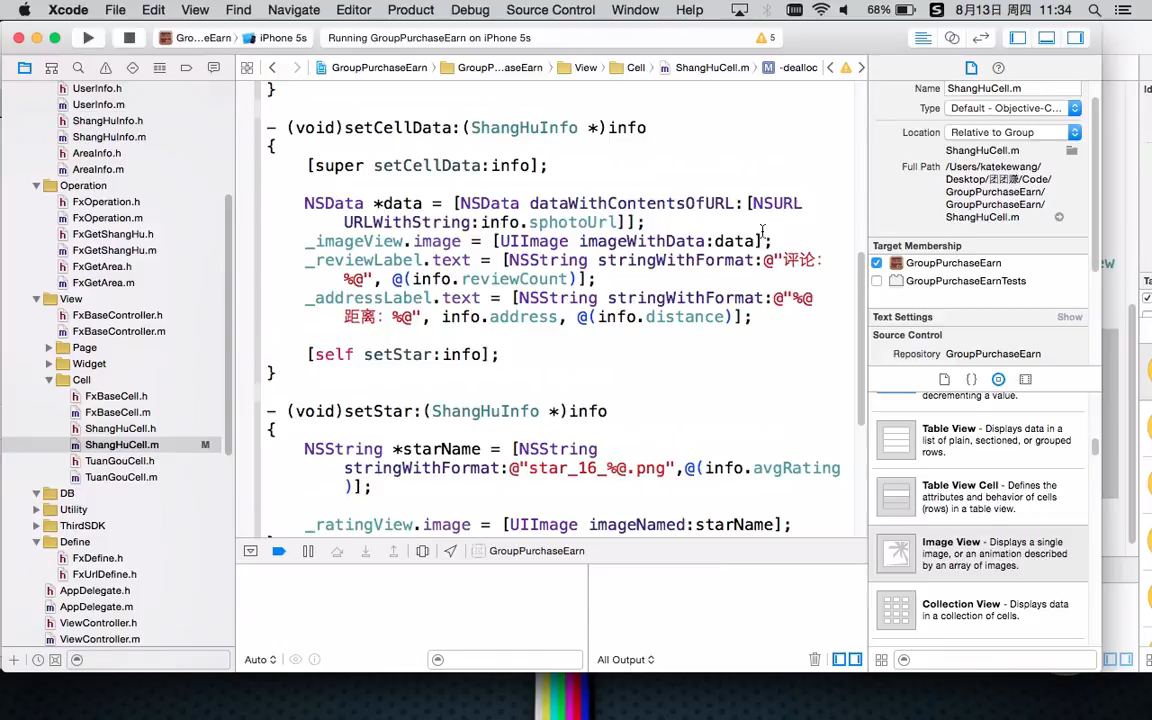 Xcode File Edit View Find Navigate Editor Product Debug Source Control Window Help 68% 8月13日 周四 11:34
Gro...eEarn iPhone 5s Running GroupPurchaseEarn on iPhone 5s 5
GroupPurchaseEarn GroupP...aseEarn View Cell ShangHuCell.m M -dealloc
UserInfo.h
UserInfo.m
ShangHuInfo.h
ShangHuInfo.m
AreaInfo.h
AreaInfo.m
Operation
FxOperation.h
FxOperation.m
FxGetShangHu.h
FxGetShangHu.m
FxGetArea.h
FxGetArea.m
View
FxBaseController.h
FxBaseController.m
Page
Widget
Cell
FxBaseCell.h
FxBaseCell.m
ShangHuCell.h
ShangHuCell.m M
TuanGouCell.h
TuanGouCell.m
DB
Utility
ThirdSDK
Define
FxDefine.h
FxUrlDefine.h
AppDelegate.h
AppDelegate.m
ViewController.h
ViewController.m
}
- (void)setCellData:(ShangHuInfo *)info
{
[super setCellData:info];
NSData *data = [NSData dataWithContentsOfURL:[NSURL
URLWithString:info.sphotoUrl]];
_imageView.image = [UIImage imageWithData:data];
_reviewLabel.text = [NSString stringWithFormat:@"评论:
%@", @(info.reviewCount)];
_addressLabel.text = [NSString stringWithFormat:@"%@
距离: %@", info.address, @(info.distance)];
[self setStar:info];
}
- (void)setStar:(ShangHuInfo *)info
{
NSString *starName = [NSString
stringWithFormat:@"star_16_%@.png",@(info.avgRating
)];
_ratingView.image = [UIImage imageNamed:starName];
GroupPurchaseEarn
Auto
All Output
Name ShangHuCell.m
Type Default - Objective-C...
Location Relative to Group
ShangHuCell.m
Full Path /Users/katekewang/
Desktop/团团赚/Code/
GroupPurchaseEarn/
GroupPurchaseEarn/
ShangHuCell.m
Target Membership
GroupPurchaseEarn
GroupPurchaseEarnTests
Text Settings Show
Source Control
Repository GroupPurchaseEarn
decrementing a value.
Table View - Displays data in a
list of plain, sectioned, or grouped
rows.
Table View Cell - Defines the
attributes and behavior of cells
(rows) in a table view.
Image View - Displays a single
image, or an animation described
by an array of images.
Collection View - Displays data
in a collection of cells.